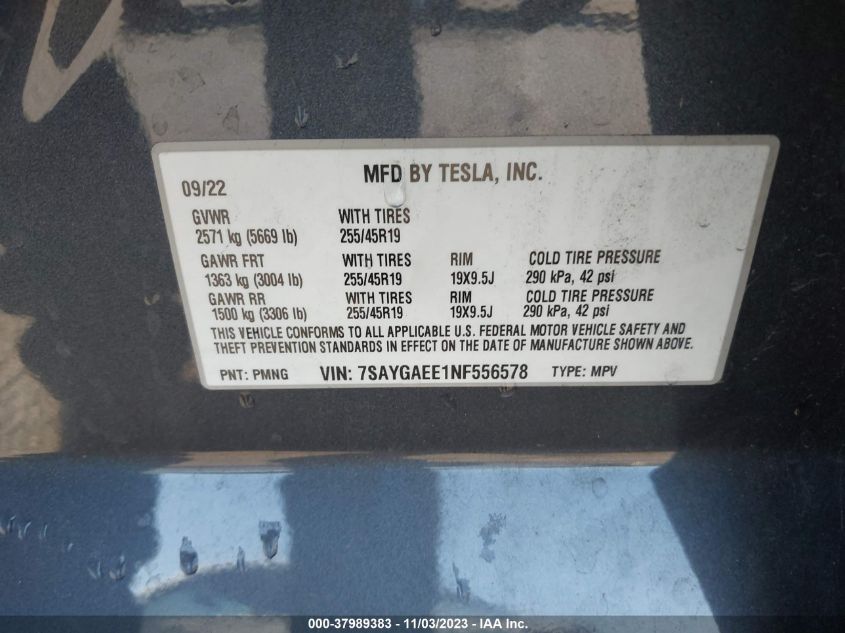 MFD BY TESLA, INC.
09/22
GVWR WITH TIRES
2571 kg (5669 lb) 255/45R19
GAWR FRT WITH TIRES RIM COLD TIRE PRESSURE
1363 kg (3004 lb) 255/45R19 19X9.5J 290 kPa, 42 psi
GAWR RR WITH TIRES RIM COLD TIRE PRESSURE
1500 kg (3306 lb) 255/45R19 19X9.5J 290 kPa, 42 psi
THIS VEHICLE CONFORMS TO ALL APPLICABLE U.S. FEDERAL MOTOR VEHICLE SAFETY AND
THEFT PREVENTION STANDARDS IN EFFECT ON THE DATE OF MANUFACTURE SHOWN ABOVE.
PNT: PMNG VIN: 7SAYGAEE1NF556578 TYPE: MPV
000-37989383 - 11/03/2023 - IAA Inc.